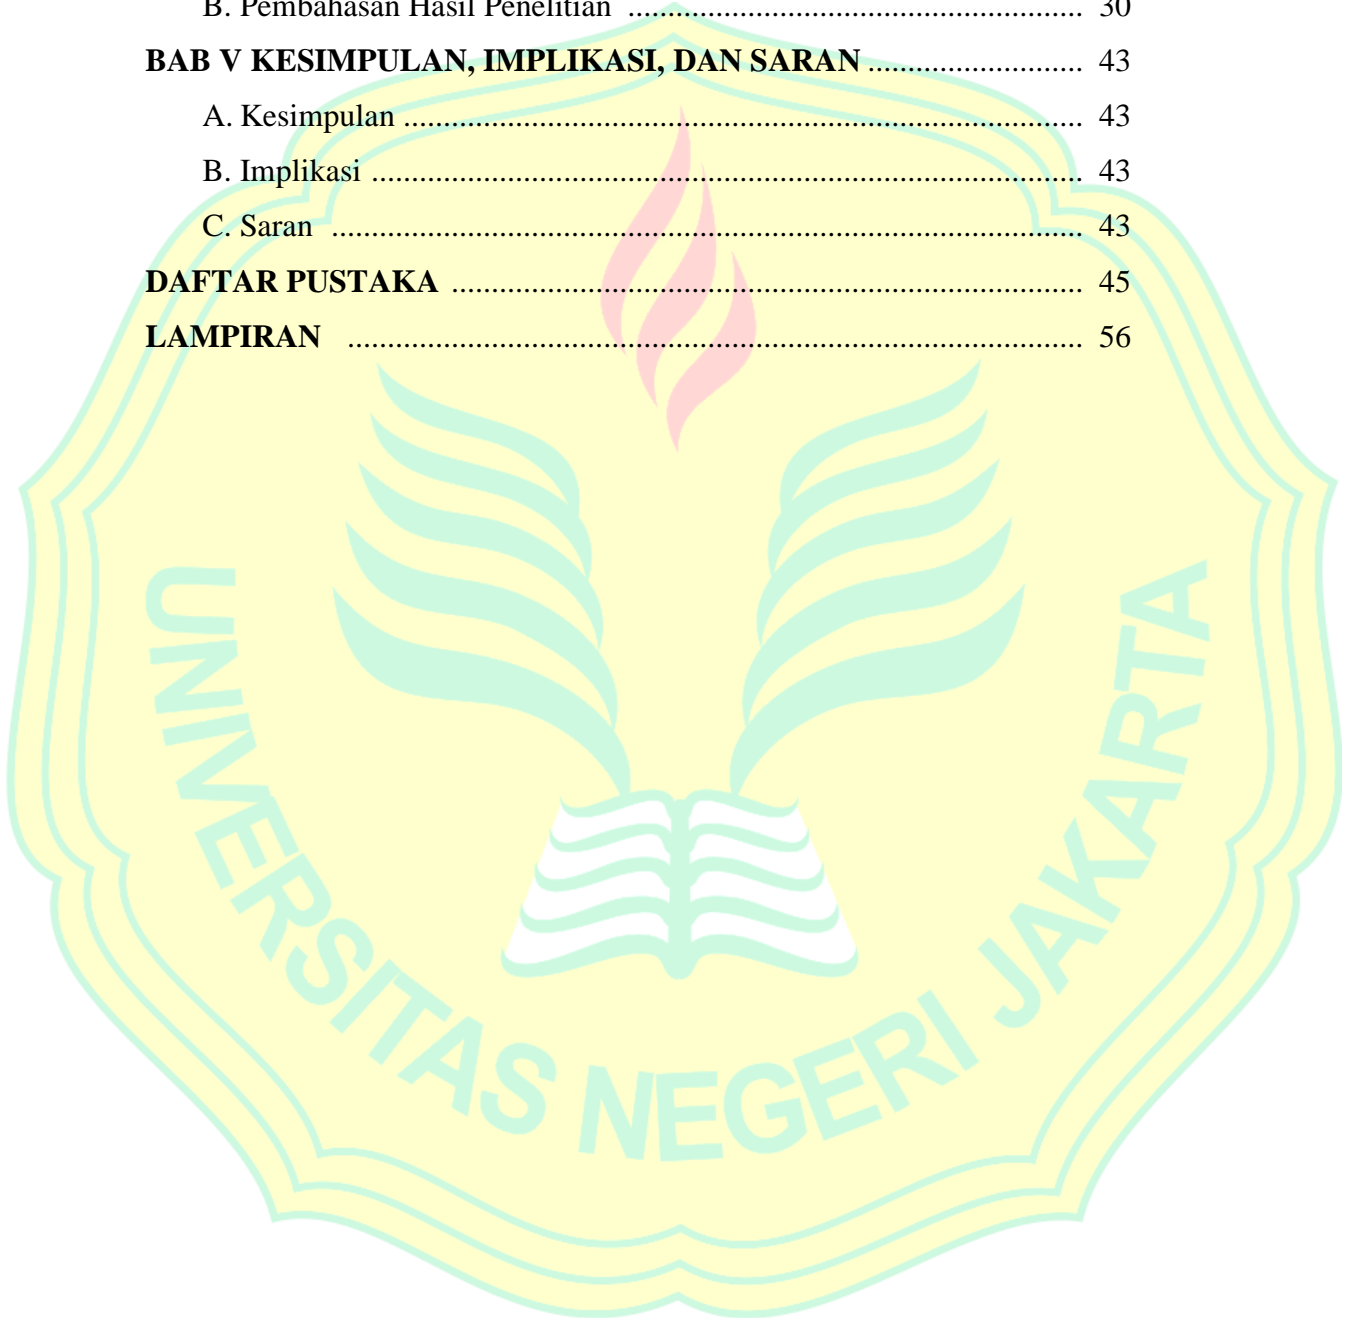 B. Pembahasan Hasil Penelitian ........................................................... 30
BAB V KESIMPULAN, IMPLIKASI, DAN SARAN ........................... 43
A. Kesimpulan ...................................................................................... 43
B. Implikasi .......................................................................................... 43
C. Saran ............................................................................................... 43
DAFTAR PUSTAKA ............................................................................... 45
LAMPIRAN ............................................................................................ 56
UNIVERSITAS NEGERI JAKARTA